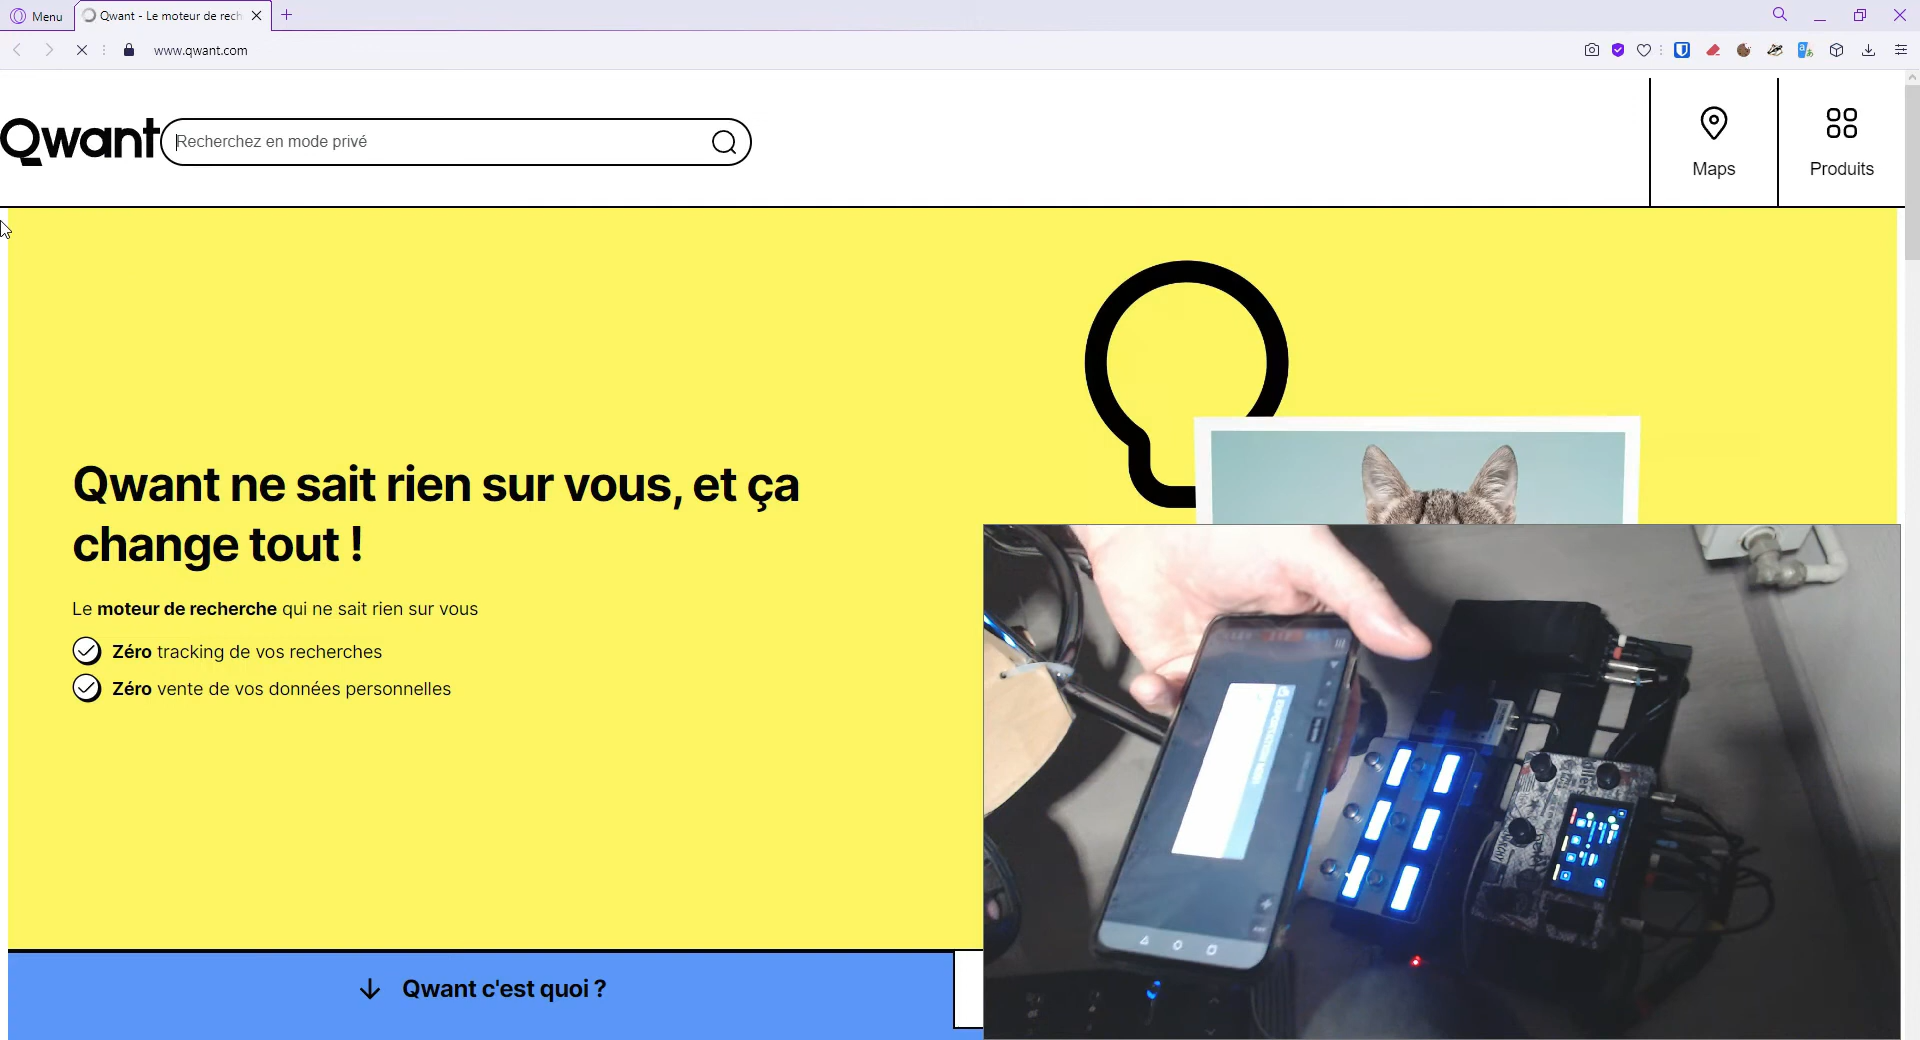 Menu
Qwant - Le moteur de rech
www.qwant.com
Qwant
Recherchez en mode privé
Maps
Produits
Qwant ne sait rien sur vous, et ça
change tout !
Le moteur de recherche qui ne sait rien sur vous
Zéro tracking de vos recherches
Zéro vente de vos données personnelles
Qwant c'est quoi ?